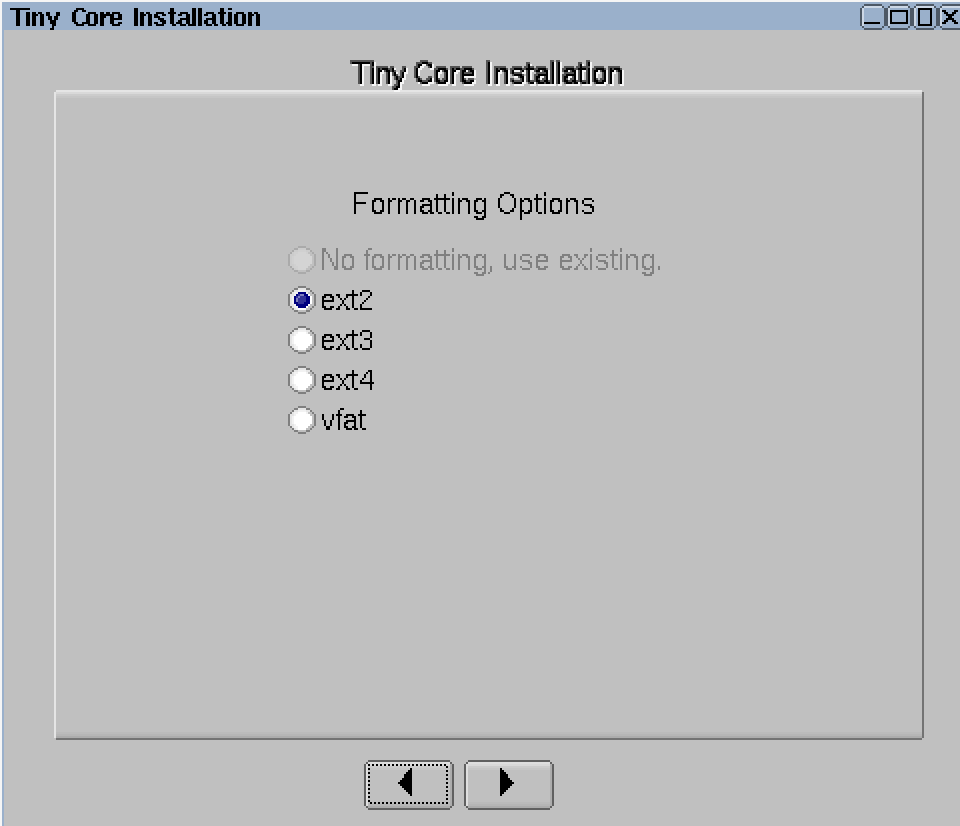 Tiny Core Installation
Tiny Core Installation
Formatting Options
No formatting, use existing.
ext2
ext3
ext4
vfat